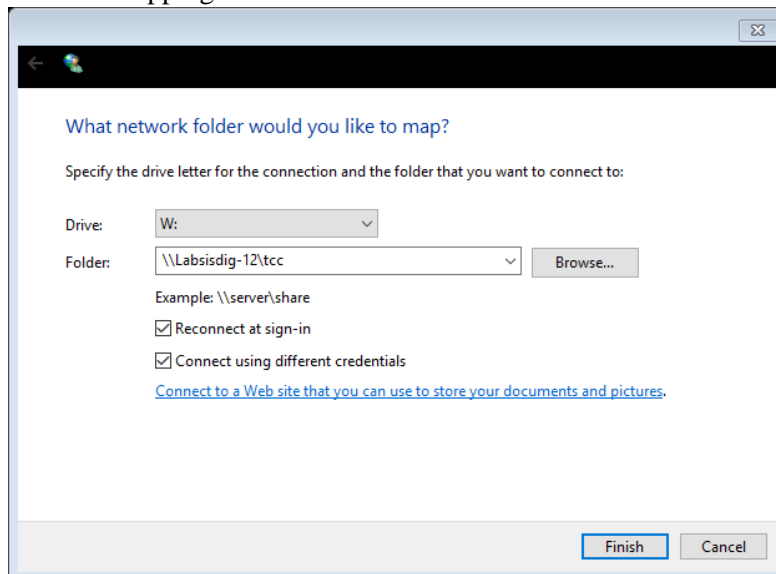 What network folder would you like to map?
Specify the drive letter for the connection and the folder that you want to connect to:
Drive: W:
Folder: \\Labsisdig-12\tcc Browse...
Example: \\server\share
Reconnect at sign-in
Connect using different credentials
Connect to a Web site that you can use to store your documents and pictures.
Finish Cancel